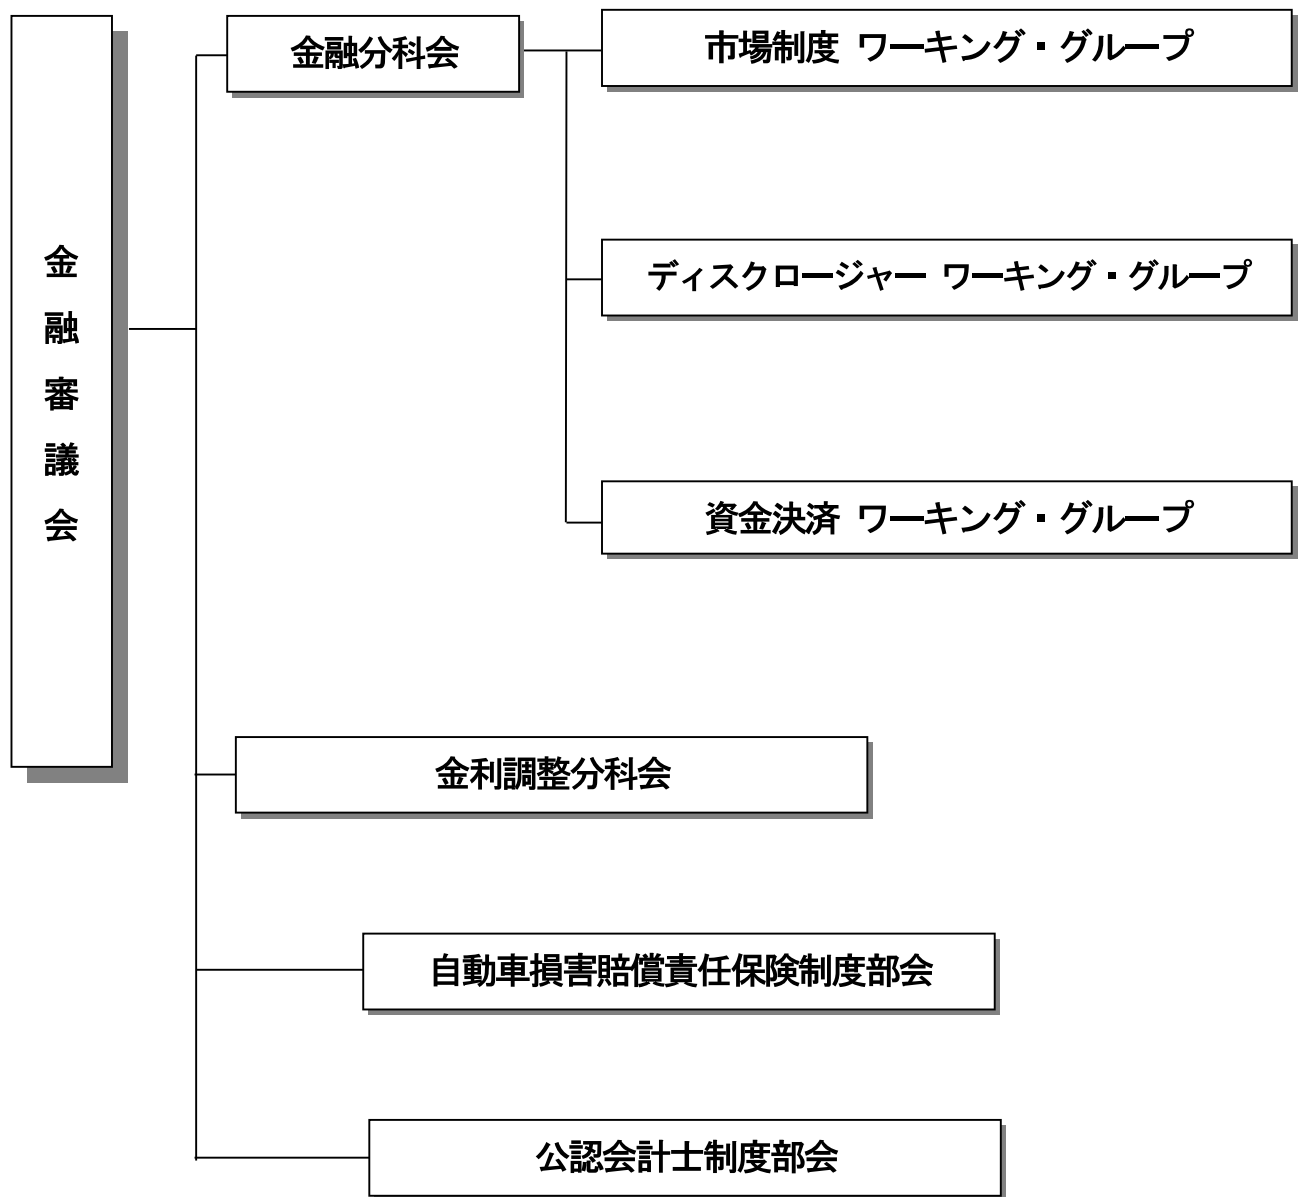 金融審議会
金融分科会
市場制度 ワーキング・グループ
ディスクロージャー ワーキング・グループ
資金決済 ワーキング・グループ
金利調整分科会
自動車損害賠償責任保険制度部会
公認会計士制度部会